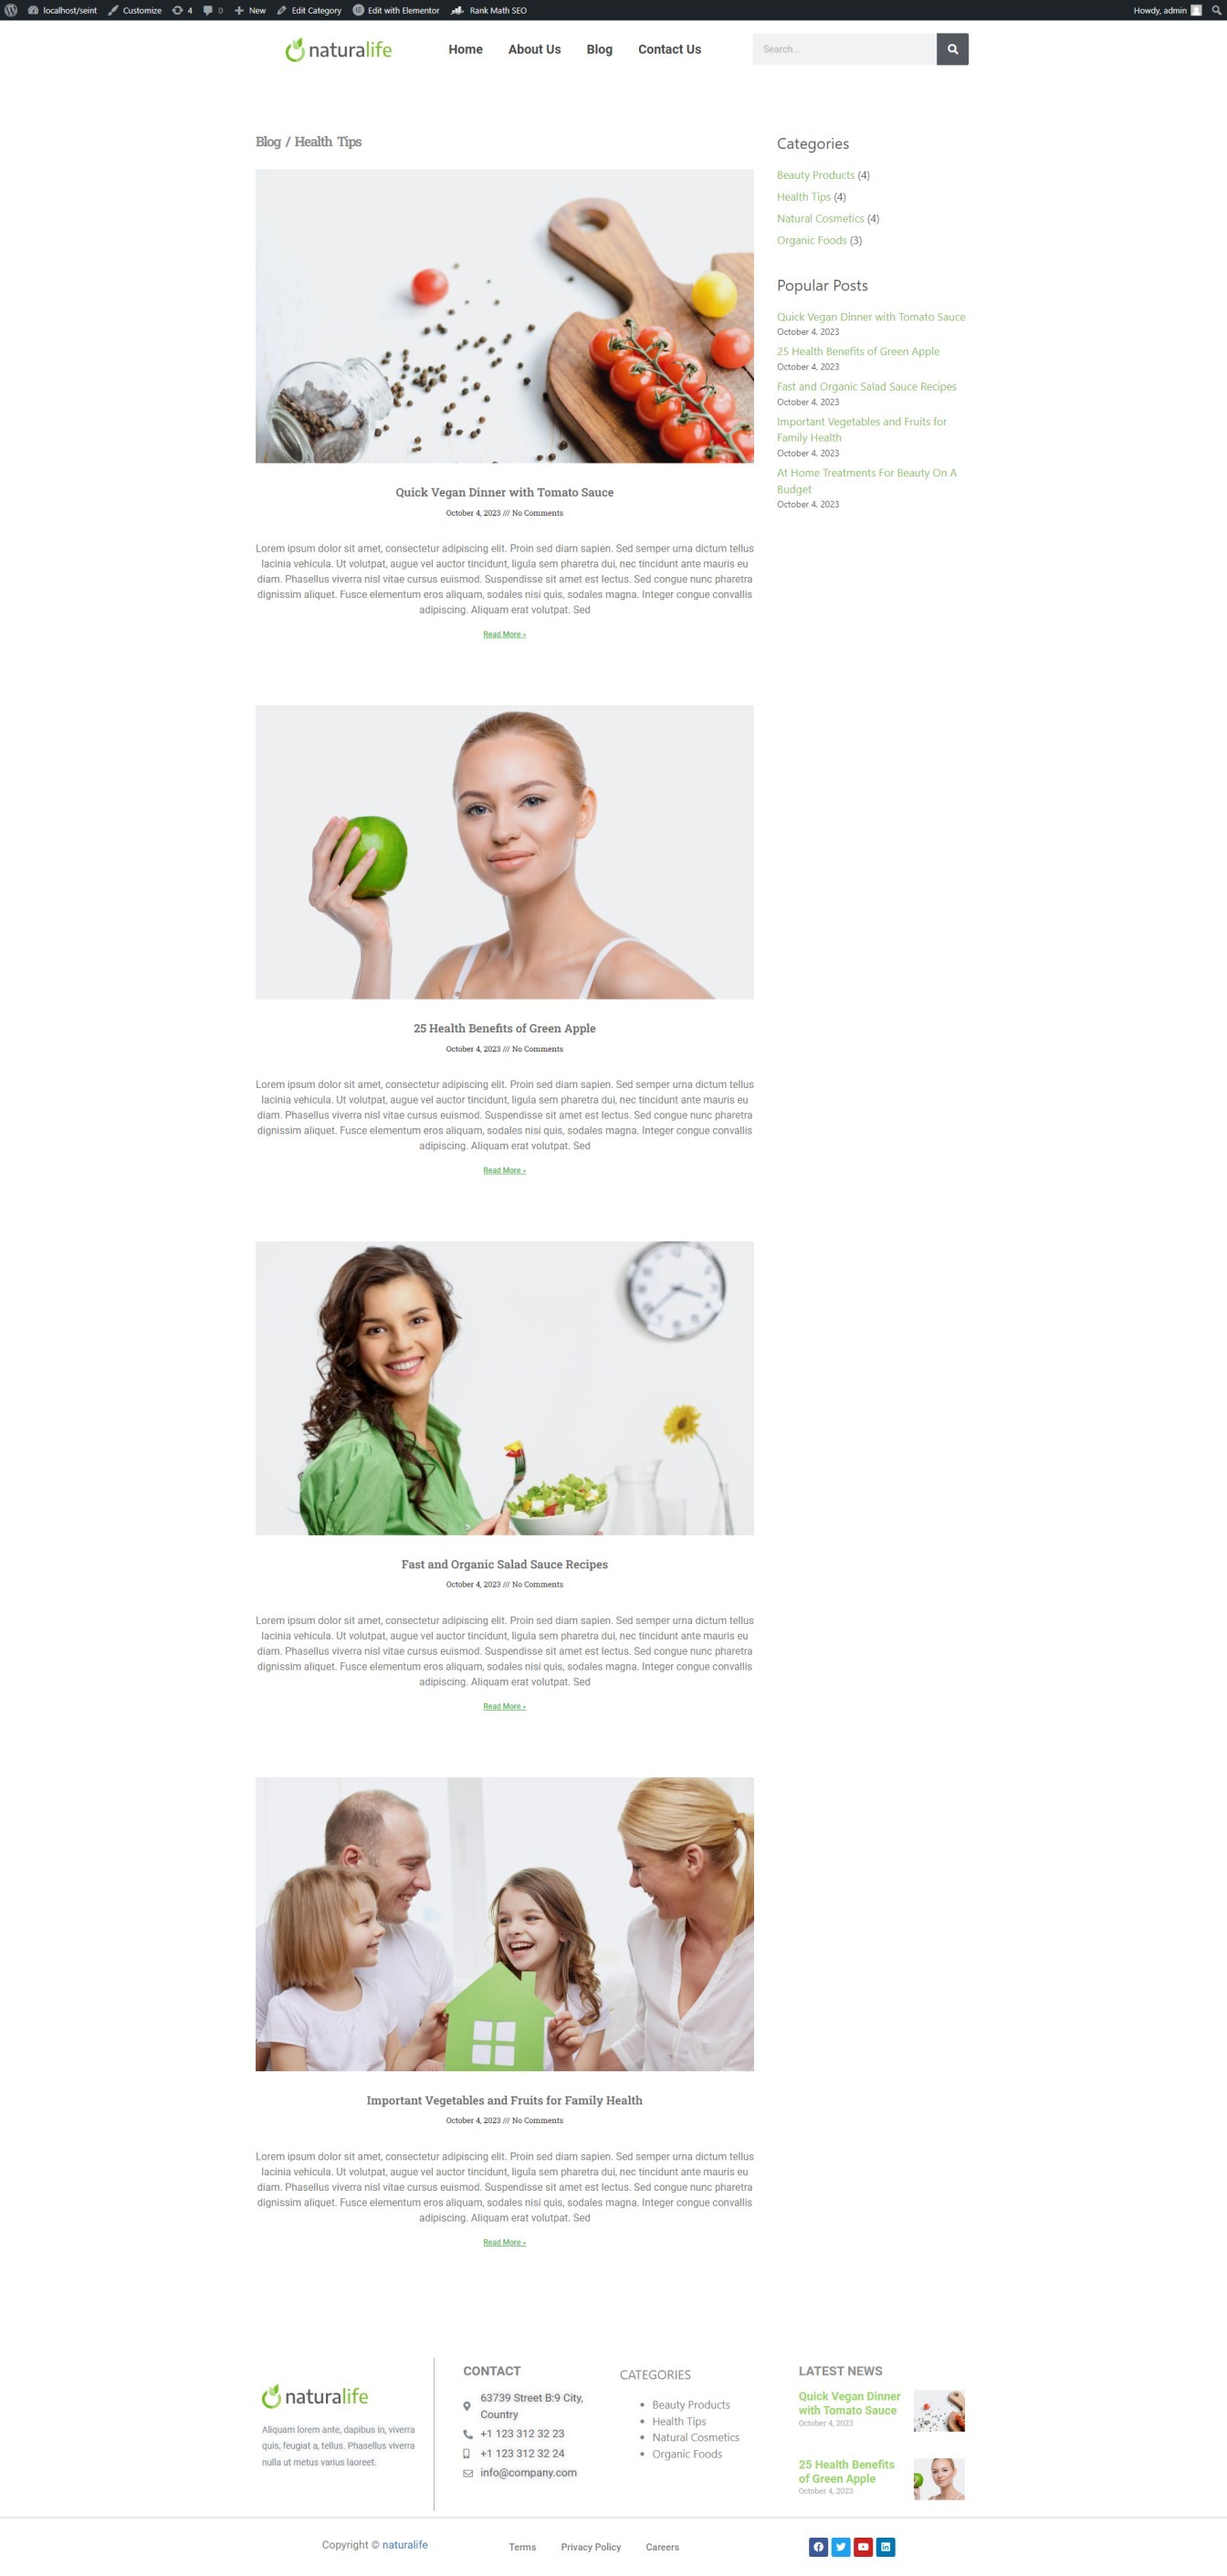 localhost/seint Customize 4 0 New Edit Category Edit with Elementor Rank Math SEO Howdy, admin
naturalife Home About Us Blog Contact Us Search...
Blog / Health Tips
Quick Vegan Dinner with Tomato Sauce
October 4, 2023 /// No Comments
Lorem ipsum dolor sit amet, consectetur adipiscing elit. Proin sed diam sapien. Sed semper urna dictum tellus
lacinia vehicula. Ut volutpat, augue vel auctor tincidunt, ligula sem pharetra dui, nec tincidunt ante mauris eu
diam. Phasellus viverra nisl vitae cursus euismod. Suspendisse sit amet est lectus. Sed congue nunc pharetra
dignissim aliquet. Fusce elementum eros aliquam, sodales nisi quis, sodales magna. Integer congue convallis
adipiscing. Aliquam erat volutpat. Sed
Read More »
25 Health Benefits of Green Apple
October 4, 2023 /// No Comments
Lorem ipsum dolor sit amet, consectetur adipiscing elit. Proin sed diam sapien. Sed semper urna dictum tellus
lacinia vehicula. Ut volutpat, augue vel auctor tincidunt, ligula sem pharetra dui, nec tincidunt ante mauris eu
diam. Phasellus viverra nisl vitae cursus euismod. Suspendisse sit amet est lectus. Sed congue nunc pharetra
dignissim aliquet. Fusce elementum eros aliquam, sodales nisi quis, sodales magna. Integer congue convallis
adipiscing. Aliquam erat volutpat. Sed
Read More »
Fast and Organic Salad Sauce Recipes
October 4, 2023 /// No Comments
Lorem ipsum dolor sit amet, consectetur adipiscing elit. Proin sed diam sapien. Sed semper urna dictum tellus
lacinia vehicula. Ut volutpat, augue vel auctor tincidunt, ligula sem pharetra dui, nec tincidunt ante mauris eu
diam. Phasellus viverra nisl vitae cursus euismod. Suspendisse sit amet est lectus. Sed congue nunc pharetra
dignissim aliquet. Fusce elementum eros aliquam, sodales nisi quis, sodales magna. Integer congue convallis
adipiscing. Aliquam erat volutpat. Sed
Read More »
Important Vegetables and Fruits for Family Health
October 4, 2023 /// No Comments
Lorem ipsum dolor sit amet, consectetur adipiscing elit. Proin sed diam sapien. Sed semper urna dictum tellus
lacinia vehicula. Ut volutpat, augue vel auctor tincidunt, ligula sem pharetra dui, nec tincidunt ante mauris eu
diam. Phasellus viverra nisl vitae cursus euismod. Suspendisse sit amet est lectus. Sed congue nunc pharetra
dignissim aliquet. Fusce elementum eros aliquam, sodales nisi quis, sodales magna. Integer congue convallis
adipiscing. Aliquam erat volutpat. Sed
Read More »
Categories
Beauty Products (4)
Health Tips (4)
Natural Cosmetics (4)
Organic Foods (3)
Popular Posts
Quick Vegan Dinner with Tomato Sauce
October 4, 2023
25 Health Benefits of Green Apple
October 4, 2023
Fast and Organic Salad Sauce Recipes
October 4, 2023
Important Vegetables and Fruits for
Family Health
October 4, 2023
At Home Treatments For Beauty On A
Budget
October 4, 2023
naturalife
Aliquam lorem ante, dapibus in, viverra
quis, feugiat a, tellus. Phasellus viverra
nulla ut metus varius laoreet.
CONTACT
63739 Street B:9 City,
Country
+1 123 312 32 23
+1 123 312 32 24
info@company.com
CATEGORIES
• Beauty Products
• Health Tips
• Natural Cosmetics
• Organic Foods
LATEST NEWS
Quick Vegan Dinner
with Tomato Sauce
October 4, 2023
25 Health Benefits
of Green Apple
October 4, 2023
Copyright © naturalife Terms Privacy Policy Careers